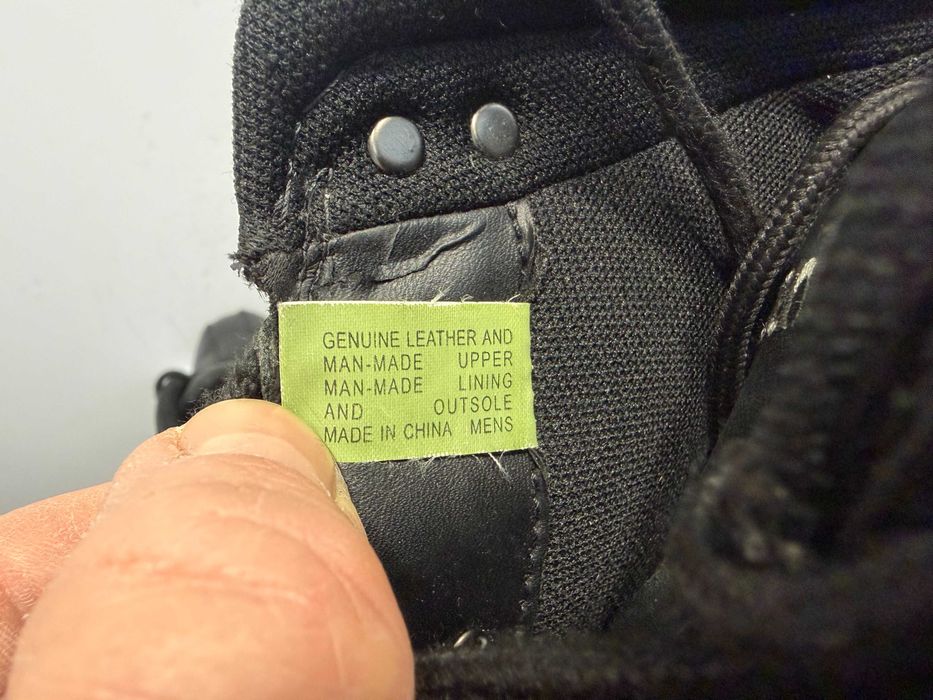 GENUINE LEATHER AND
MAN-MADE UPPER
MAN-MADE LINING
AND OUTSOLE
MADE IN CHINA MENS